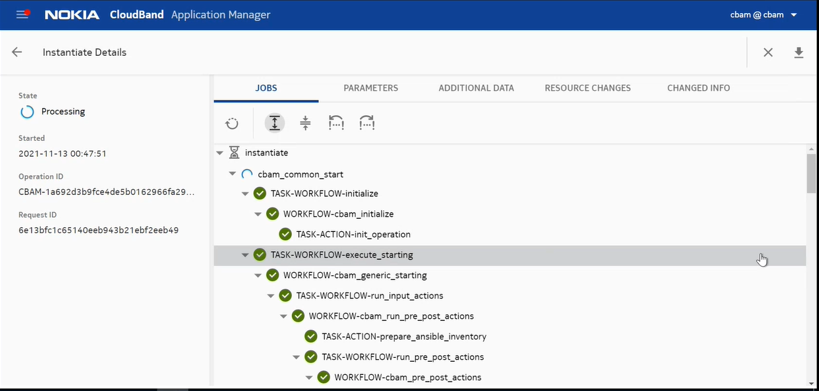 NOKIA CloudBand Application Manager
cbam @ cbam
Instantiate Details
State
Processing
Started
2021-11-13 00:47:51
Operation ID
CBAM-1a692d3b9fce4de5b0162966fa29...
Request ID
6e13bfc1c65140eeb943b21ebf2eeb49
JOBS PARAMETERS ADDITIONAL DATA RESOURCE CHANGES CHANGED INFO
instantiate
cbam_common_start
TASK-WORKFLOW-initialize
WORKFLOW-cbam_initialize
TASK-ACTION-init_operation
TASK-WORKFLOW-execute_starting
WORKFLOW-cbam_generic_starting
TASK-WORKFLOW-run_input_actions
WORKFLOW-cbam_run_pre_post_actions
TASK-ACTION-prepare_ansible_inventory
TASK-WORKFLOW-run_pre_post_actions
WORKFLOW-cbam_pre_post_actions